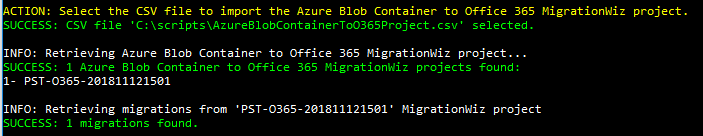 ACTION: Select the CSV file to import the Azure Blob Container to Office 365 MigrationWiz project.
SUCCESS: CSV file 'C:\scripts\AzureBlobContainerToO365Project.csv' selected.
INFO: Retrieving Azure Blob Container to Office 365 MigrationWiz project...
SUCCESS: 1 Azure Blob Container to Office 365 MigrationWiz projects found:
1- PST-O365-201811121501
INFO: Retrieving migrations from 'PST-O365-201811121501' MigrationWiz project
SUCCESS: 1 migrations found.